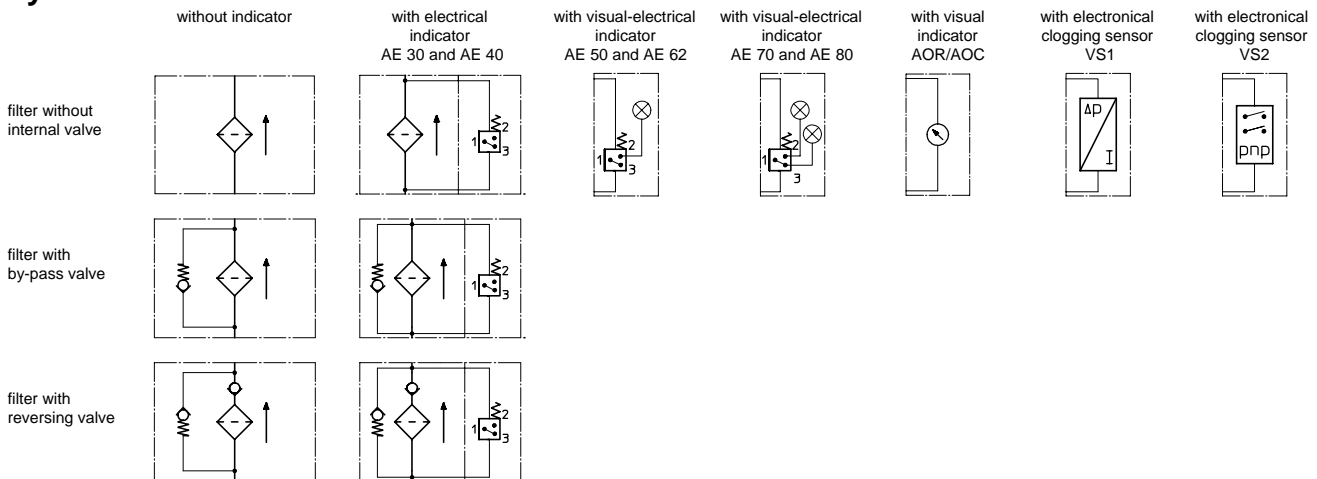 without indicator
with electrical
indicator
AE 30 and AE 40
with visual-electrical
indicator
AE 50 and AE 62
with visual-electrical
indicator
AE 70 and AE 80
with visual
indicator
AOR/AOC
with electronical
clogging sensor
VS1
with electronical
clogging sensor
VS2
filter without
internal valve
1 2 3
1 2 3
1 2 3
Δp
I
pnp
filter with
by-pass valve
1 2 3
filter with
reversing valve
1 2 3